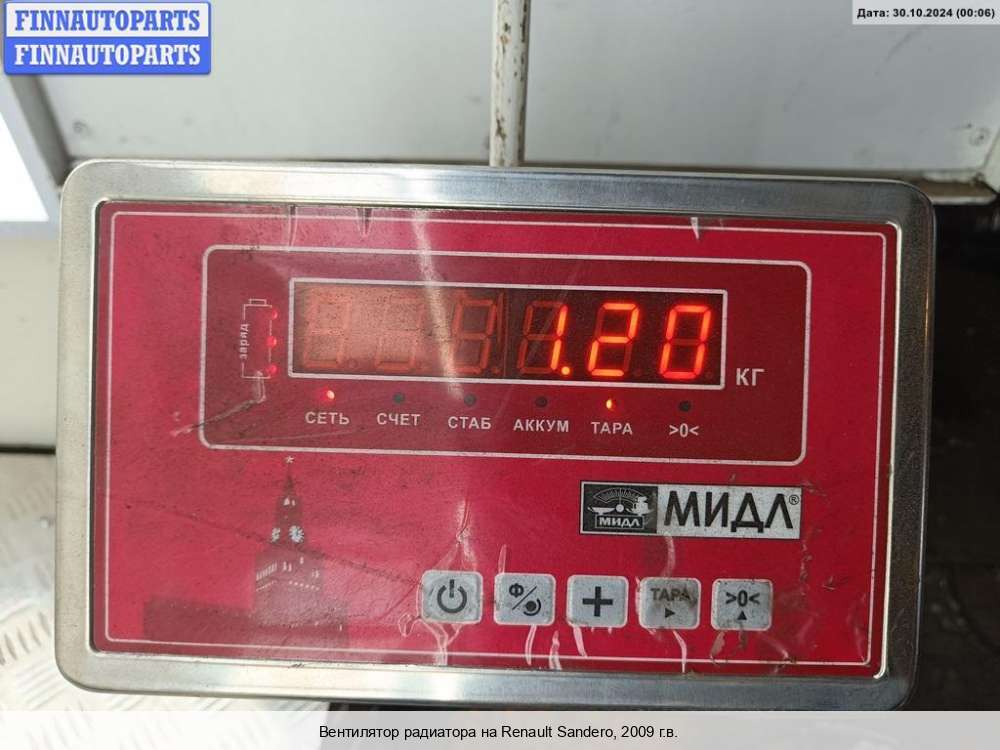 FINNAUTOPARTS
FINNAUTOPARTS
Дата: 30.10.2024 (00:06)
заряд
1.20
КГ
СЕТЬ СЧЕТ СТАБ АККУМ ТАРА >0<
МИДЛ МИДЛ®
Ф/ + ТАРА >0<
Вентилятор радиатора на Renault Sandero, 2009 г.в.